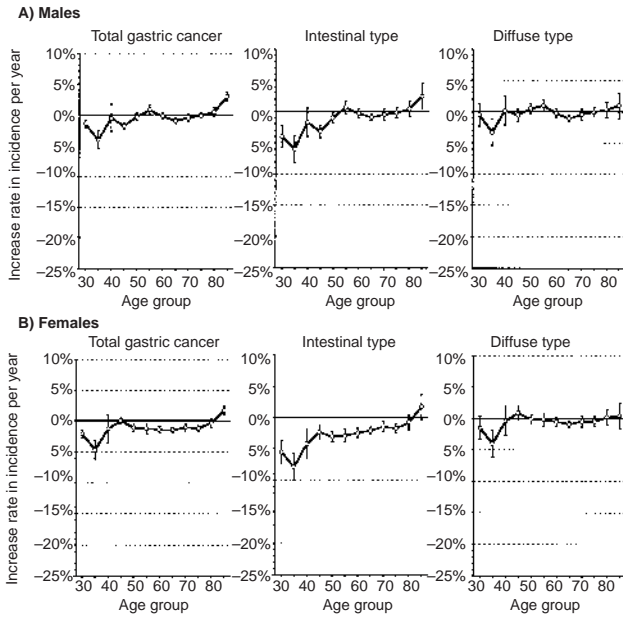 A) Males
Total gastric cancer Intestinal type Diffuse type
Increase rate in incidence per year
10% 10% 10%
5% 5% 5%
0% 0% 0%
5% 5% 5%
–10% –10% –10%
–15% –15% –15%
–20% –20% –20%
–25% –25% –25%
30 40 50 60 70 80 30 40 50 60 70 80 30 40 50 60 70 80
Age group Age group Age group
B) Females
Total gastric cancer Intestinal type Diffuse type
Increase rate in incidence per year
10% 10% 10%
5% 5% 5%
0% 0% 0%
5% 5% 5%
–10% –10% –10%
–15% –15% –15%
–20% –20% –20%
–25% –25% –25%
30 40 50 60 70 80 30 40 50 60 70 80 30 40 50 60 70 80
Age group Age group Age group